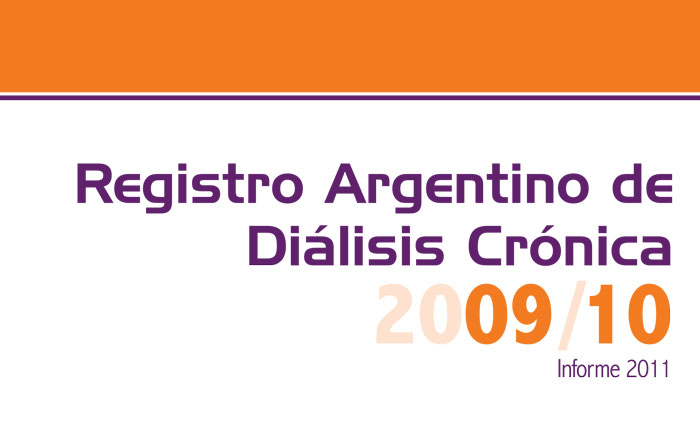 Registro Argentino de
Diálisis Crónica
2009/10
Informe 2011